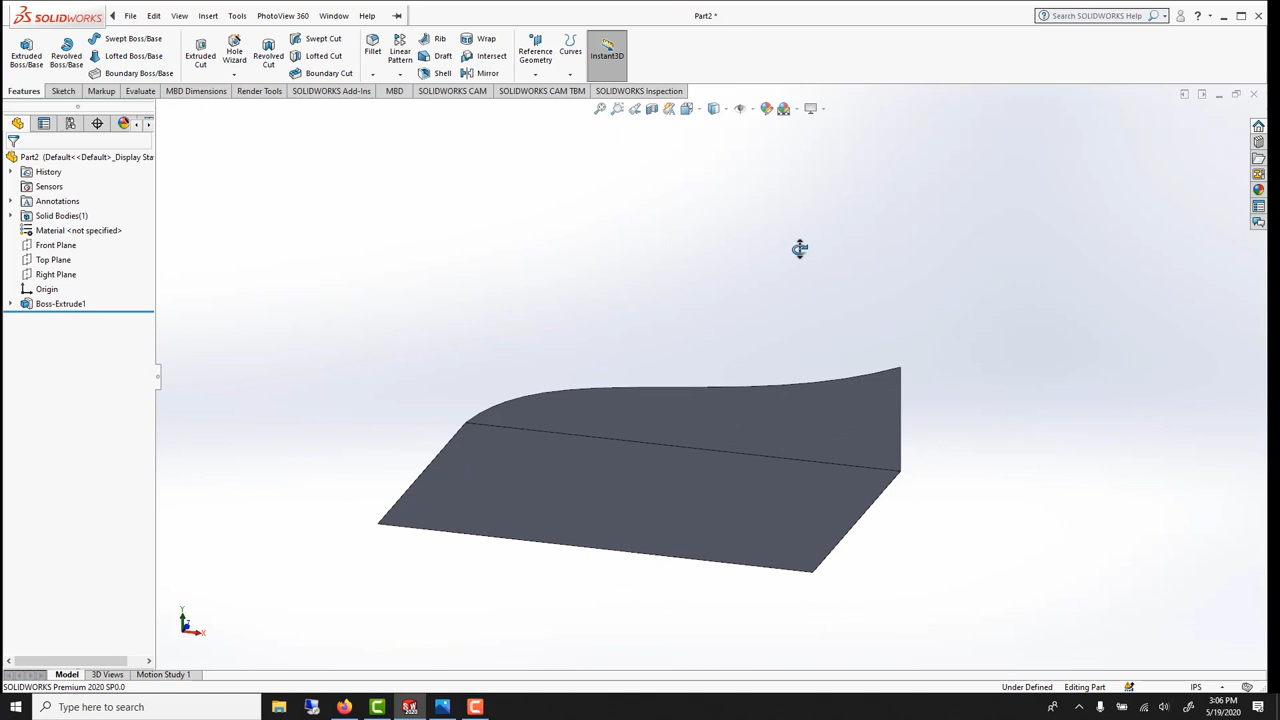 SOLIDWORKS File Edit View Insert Tools PhotoView 360 Window Help Part2 * Search SOLIDWORKS Help
Extruded Boss/Base
Revolved Boss/Base
Swept Boss/Base
Lofted Boss/Base
Boundary Boss/Base
Extruded Cut
Hole Wizard
Revolved Cut
Swept Cut
Lofted Cut
Boundary Cut
Fillet
Linear Pattern
Rib
Draft
Shell
Wrap
Intersect
Mirror
Reference Geometry
Curves
Instant3D
Features Sketch Markup Evaluate MBD Dimensions Render Tools SOLIDWORKS Add-Ins MBD SOLIDWORKS CAM SOLIDWORKS CAM TBM SOLIDWORKS Inspection
Part2 (Default<<Default>_Display Sta
History
Sensors
Annotations
Solid Bodies(1)
Material <not specified>
Front Plane
Top Plane
Right Plane
Origin
Boss-Extrude1
Y
Z
X
Model 3D Views Motion Study 1
SOLIDWORKS Premium 2020 SP0.0 Under Defined Editing Part IPS
Type here to search
SW
2020
3:06 PM
5/19/2020